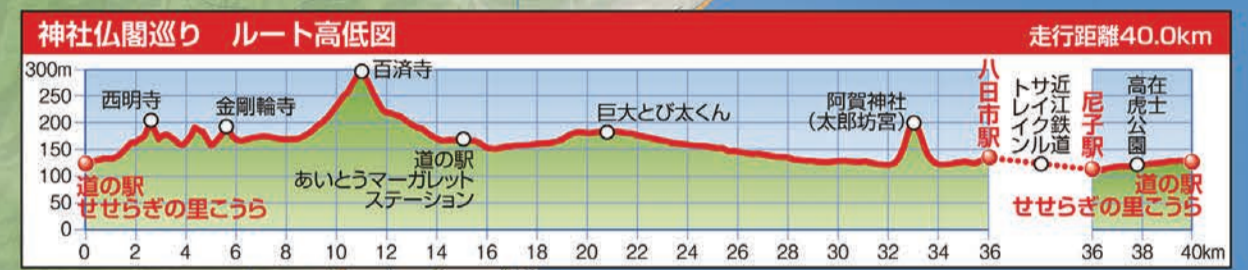 神社仏閣巡り ルート高低図
走行距離40.0km
300m
250
200
150
100
50
0
道の駅
せせらぎの里こうら
西明寺
金剛輪寺
百済寺
道の駅
あいとうマーガレット
ステーション
巨大とび太くん
阿賀神社
(太郎坊宮)
八日市駅
近江鉄道
サイクル
トレイン
尼子駅
在士
高虎公園
道の駅
せせらぎの里こうら
0 2 4 6 8 10 12 14 16 18 20 22 24 26 28 30 32 34 36 36 38 40km